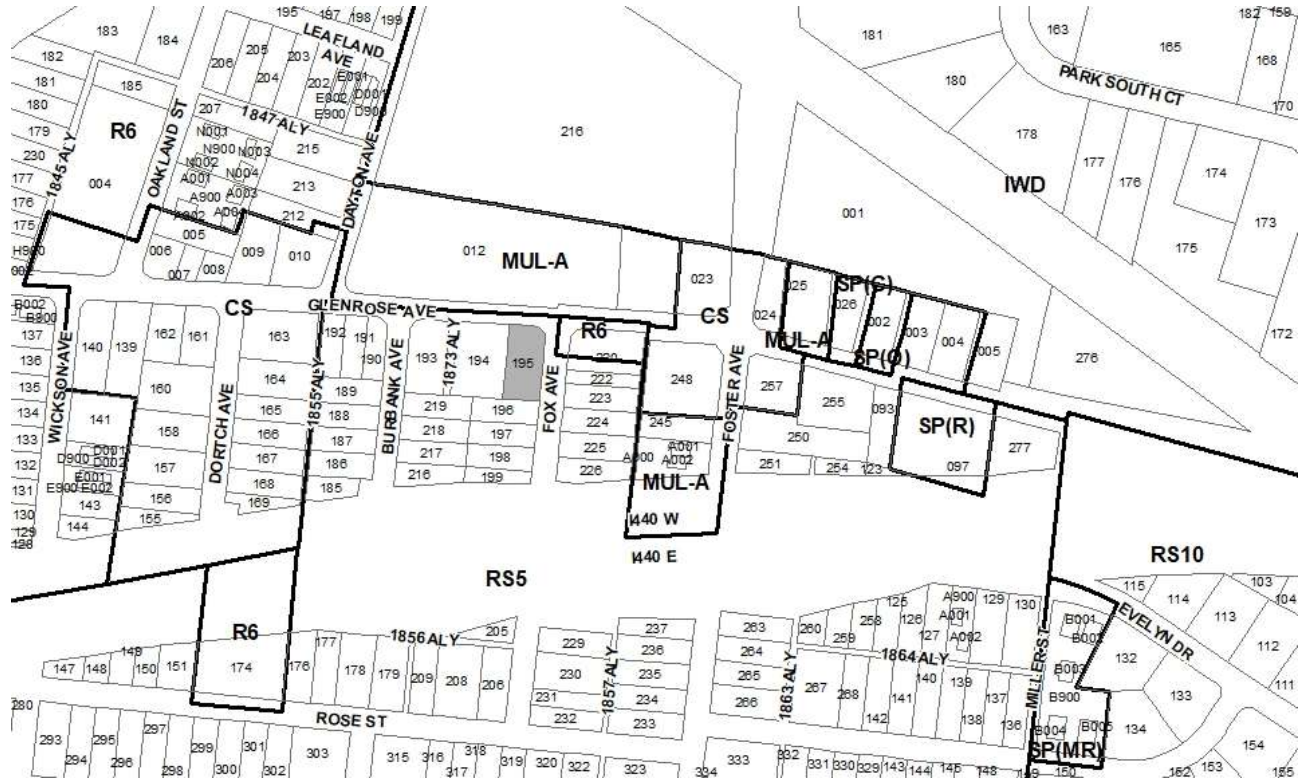 195 197 198 199
183 184 LEAFLAND AVE
182 206 205 204 203 202 E001 E002 E900 D001 D900
181 185
180 207 1847 ALY
179 R6 OAKLAND ST N001 N900 N003 215
230 N002 N004
177 1845 ALY 004 A001 A900 A003 213
176 212
175 005
H900 006 007 008 009 010
DAYTON AVE
216
181 180 163 165 182 159 168 170
PARK SOUTH CT
178 177 176 174 173 175 172
IWD
001
012 MUL-A 023 CS 024 025 SP(C) 026 002 003 004 005 276
MUL-A SP(O)
B002 B900
CS GLENROSE AVE
137 140 139 162 161 163 192 191 190 193 1873 ALY 194 195 R6 220
136 WICKSON AVE 160 164 1855 ALY 189 BURBANK AVE FOX AVE 222 248 257
135 141 DORTCH AVE 165 188 219 196 223 FOSTER AVE 255 093
134 158 166 187 218 197 224 245 250 SP(R) 277
133 D900 D001 D002 167 217 198 225 A001 A002
132 157 186 226 A900 251 254 123 097
131 E001 E900 E002 156 168 185 216 199 MUL-A
130 143 155 169
129 144
128
I440 W
I440 E
RS5
RS10
R6
147 148 149 150 151 174 176 177 178 179 1856 ALY 209 208 206 205
229 230 231 232 1857 ALY 237 236 235 234 233
263 264 265 266 1863 ALY
260 259 258 125 126 127 A900 A001 A002 129 130
1864 ALY
267 268 142 141 140 139 138 137 136
MILLER ST
B001 B002 B003 B900 B004 B005
SP(MR)
115 114 113 103 104 112 111
EVELYN DR
132 133 134 154
280 ROSE ST
293 294 295 296 297 298 299 300 301 302 303 315 316 317 318 319 320 322 323 334 333 332 331 330 329 143 144 145 148 149 150 152 153 155